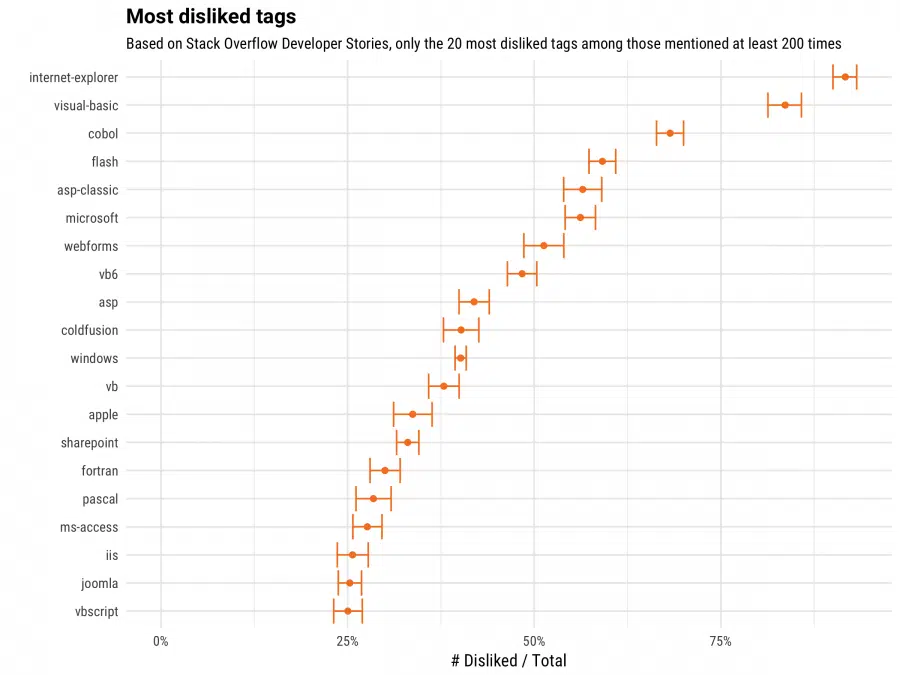 Most disliked tags
Based on Stack Overflow Developer Stories, only the 20 most disliked tags among those mentioned at least 200 times
internet-explorer
visual-basic
cobol
flash
asp-classic
microsoft
webforms
vb6
asp
coldfusion
windows
vb
apple
sharepoint
fortran
pascal
ms-access
iis
joomla
vbscript
0% 25% 50% 75%
# Disliked / Total